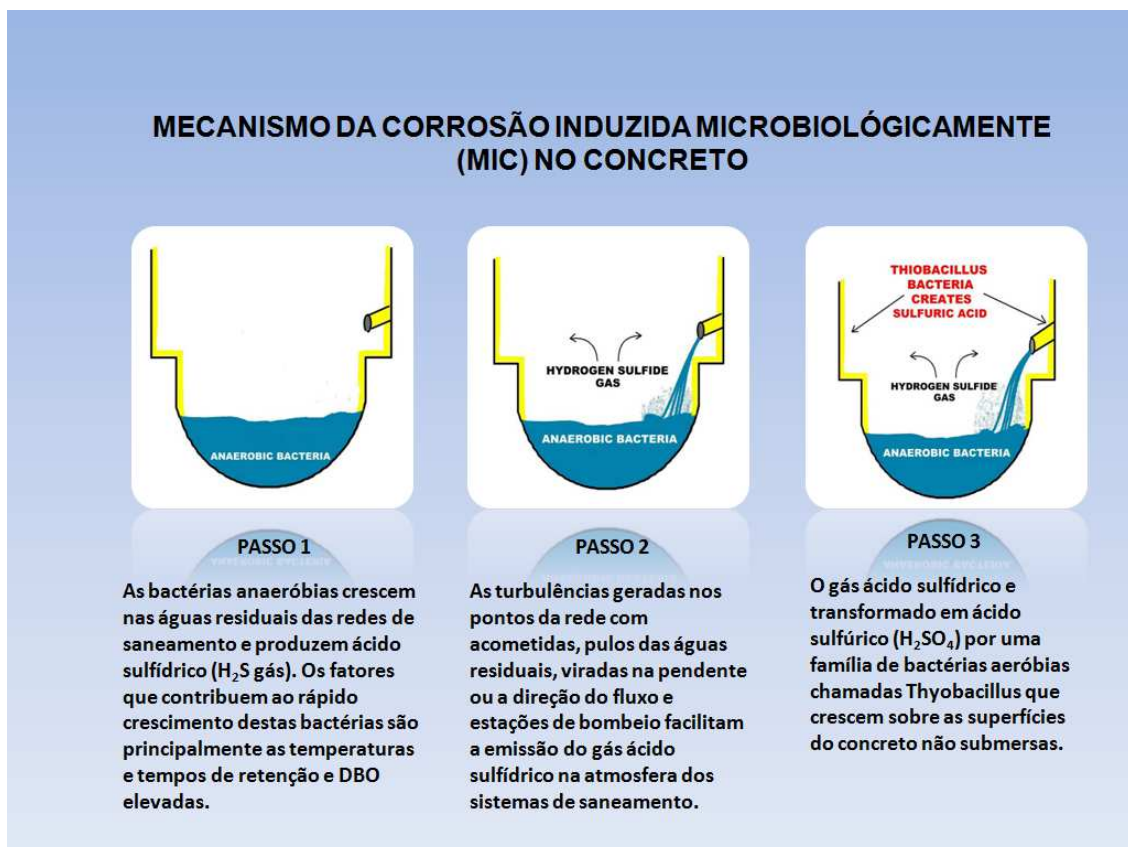 MECANISMO DA CORROSÃO INDUZIDA MICROBIOLÓGICAMENTE
(MIC) NO CONCRETO
ANAEROBIC BACTERIA
PASSO 1
As bactérias anaeróbias crescem
nas águas residuais das redes de
saneamento e produzem ácido
sulfídrico (H₂S gás). Os fatores
que contribuem ao rápido
crescimento destas bactérias são
principalmente as temperaturas
e tempos de retenção e DBO
elevadas.
HYDROGEN SULFIDE
GAS
ANAEROBIC BACTERIA
PASSO 2
As turbulências geradas nos
pontos da rede com
acometidas, pulos das águas
residuais, viradas na pendente
ou a direção do fluxo e
estações de bombeio facilitam
a emissão do gás ácido
sulfídrico na atmosfera dos
sistemas de saneamento.
THIOBACILLUS
BACTERIA
CREATES
SULFURIC ACID
HYDROGEN SULFIDE
GAS
ANAEROBIC BACTERIA
PASSO 3
O gás ácido sulfídrico e
transformado em ácido
sulfúrico (H₂SO₄) por uma
família de bactérias aeróbias
chamadas Thyobacillus que
crescem sobre as superfícies
do concreto não submersas.